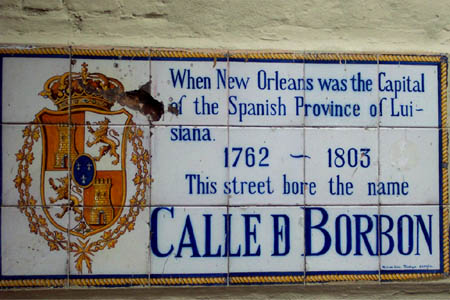 When New Orleans was the Capital
of the Spanish Province of Lui-
siana
1762 ~ 1803
This street bore the name
CALLE D BORBON